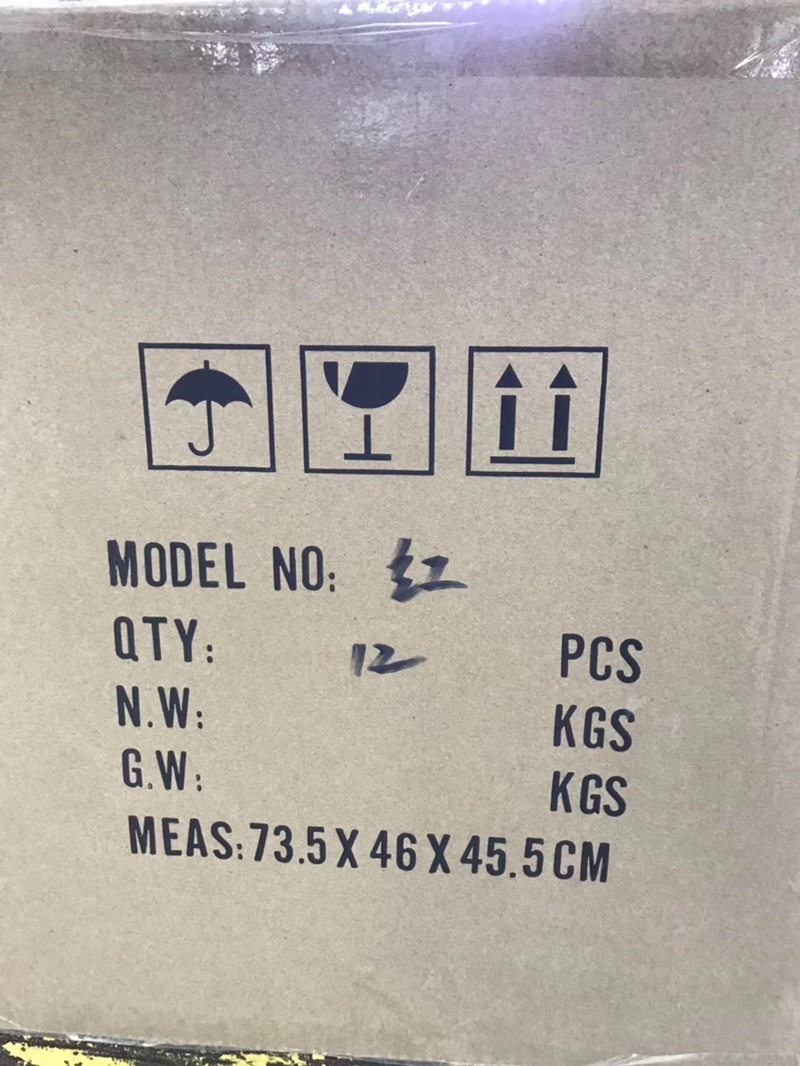 MODEL NO: 红
QTY: 12 PCS
N.W: KGS
G.W: KGS
MEAS: 73.5 X 46 X 45.5 CM